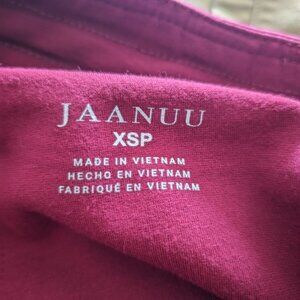 JAANUU
XSP
MADE IN VIETNAM
HECHO EN VIETNAM
FABRIQUÉ EN VIETNAM